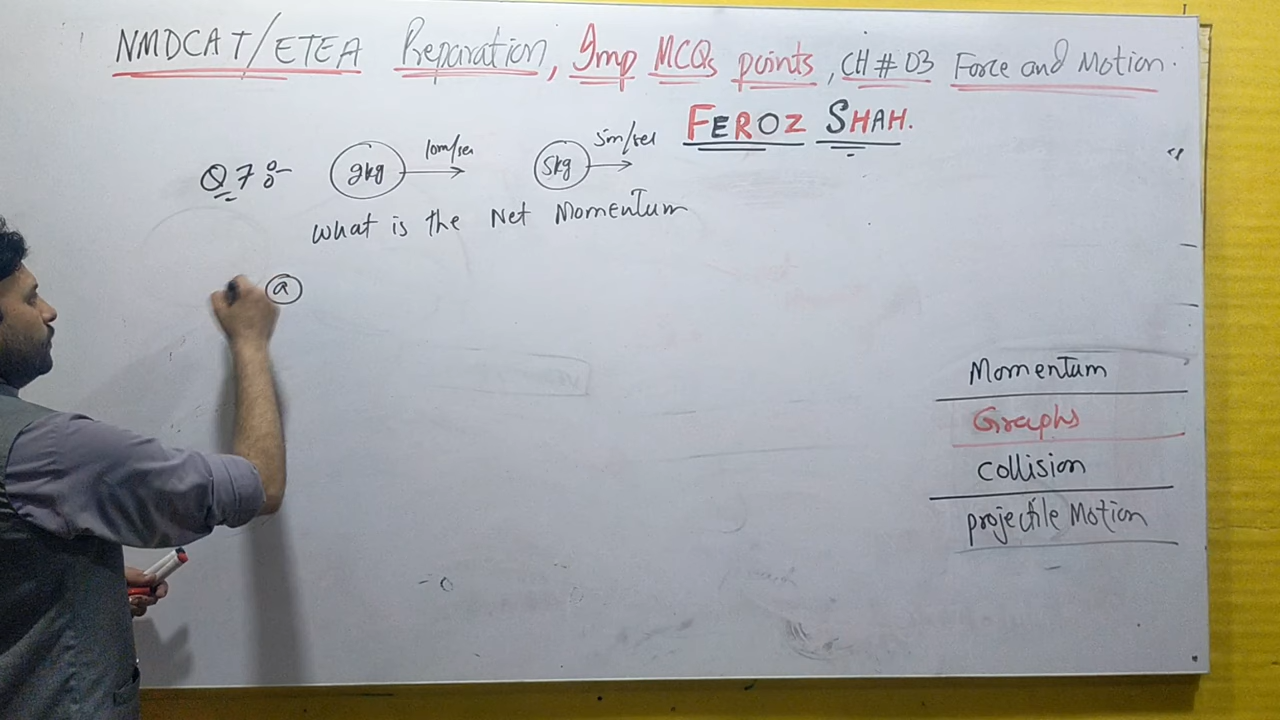 NMDCAT/ETEA Preparation, Imp MCQs points, CH # 03 Force and Motion.
FEROZ SHAH.
Q7:- 2kg 10m/sec 5kg 5m/sec
What is the Net Momentum
a
Momentum
Graphs
collision
projectile Motion